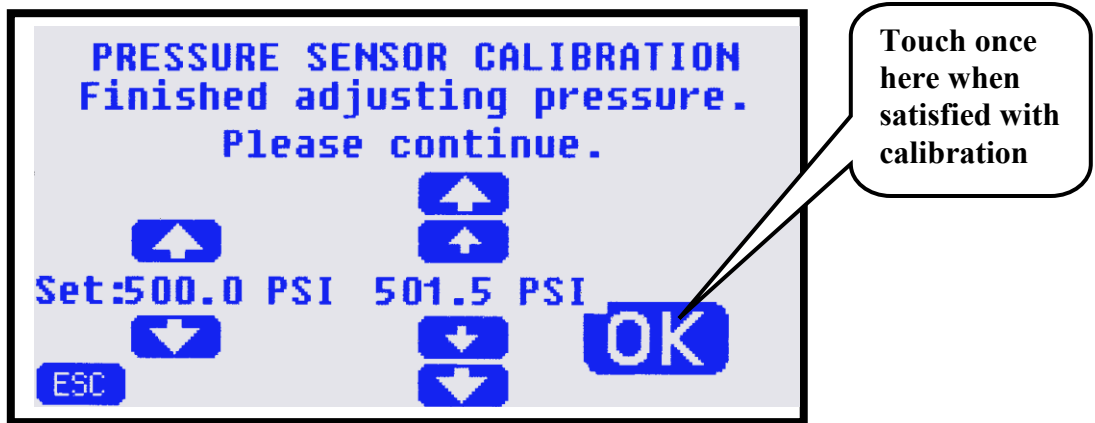 PRESSURE SENSOR CALIBRATION
Finished adjusting pressure.
Please continue.
Set:500.0 PSI 501.5 PSI
OK
ESC
Touch once
here when
satisfied with
calibration